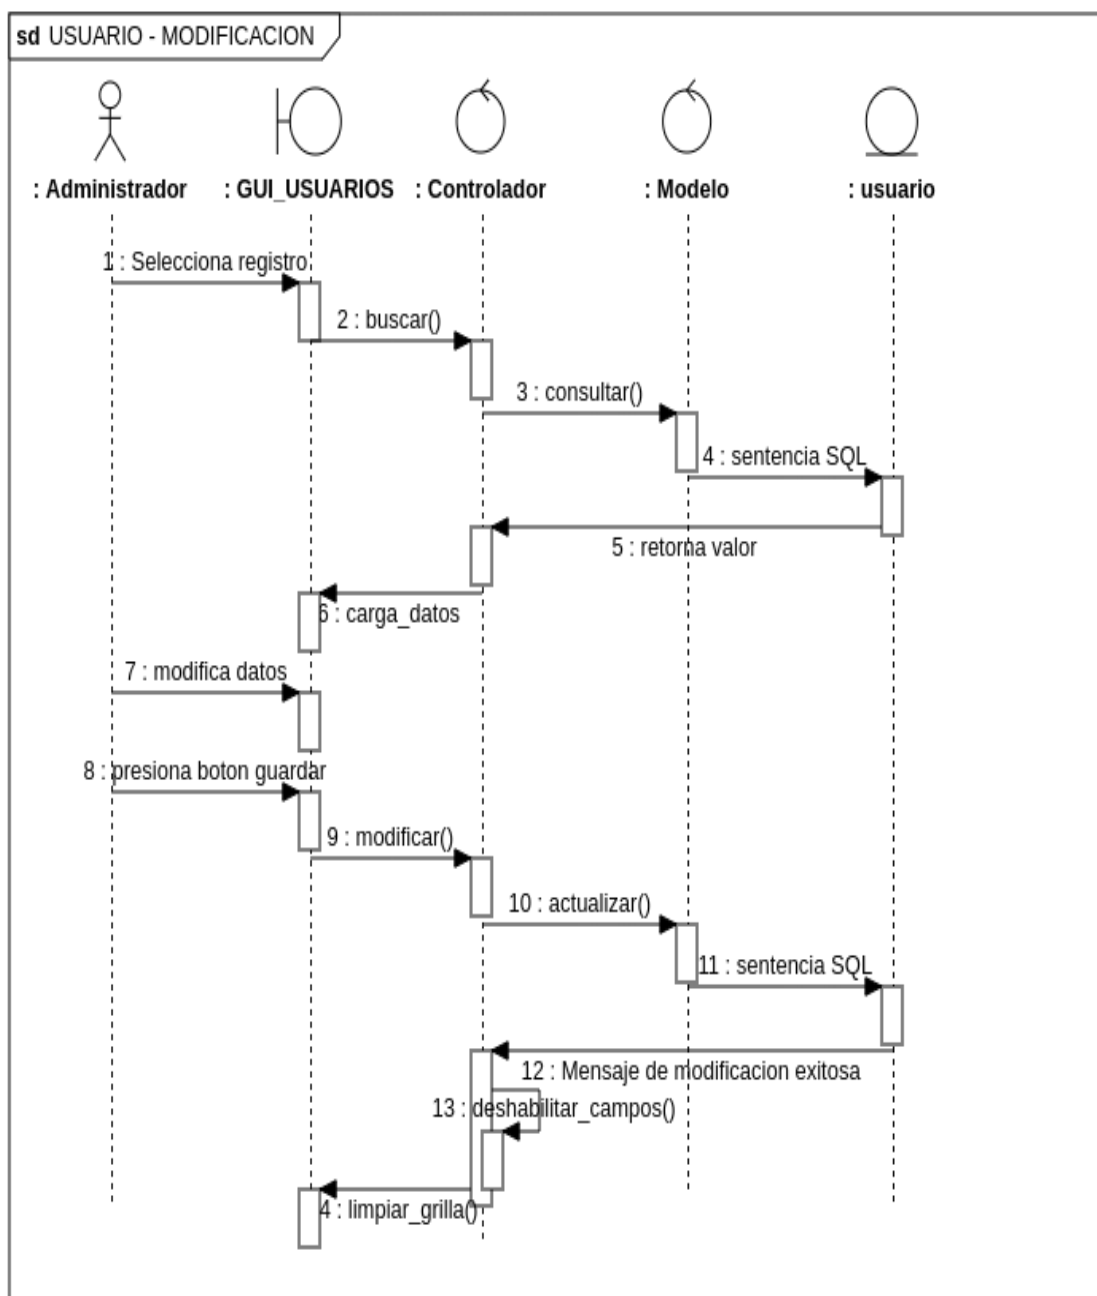 sd USUARIO - MODIFICACION
: Administrador
: GUI_USUARIOS
: Controlador
: Modelo
: usuario
1 : Selecciona registro
2 : buscar()
3 : consultar()
4 : sentencia SQL
5 : retorna valor
6 : carga_datos
7 : modifica datos
8 : presiona boton guardar
9 : modificar()
10 : actualizar()
11 : sentencia SQL
12 : Mensaje de modificacion exitosa
13 : deshabilitar_campos()
4 : limpiar_grilla()